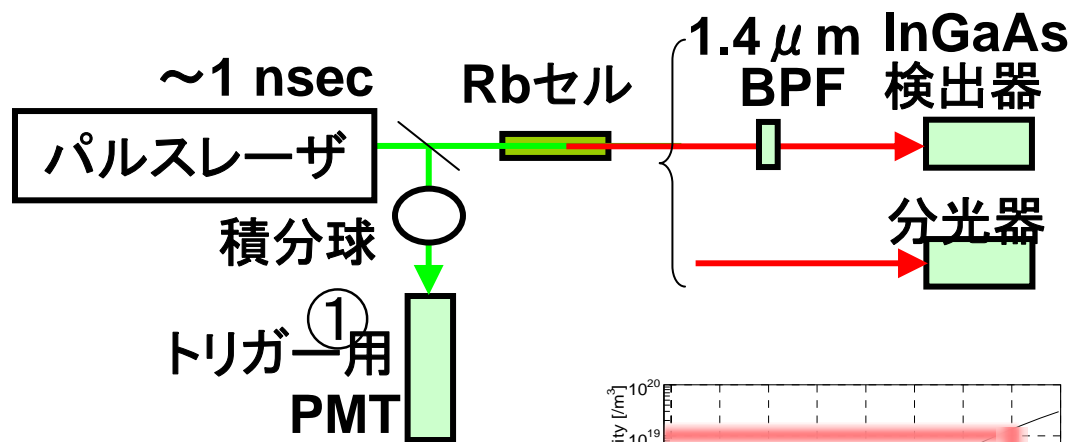 ~1 nsec
パルスレーザ
Rbセル
1.4μm
BPF
InGaAs
検出器
分光器
積分球
①
トリガー用
PMT
10^20
10^19
[/m^3]